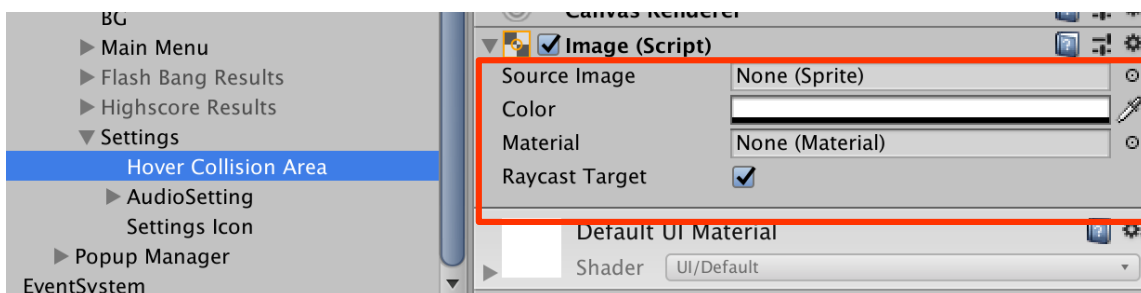 BG
Main Menu
Flash Bang Results
Highscore Results
Settings
Hover Collision Area
AudioSetting
Settings Icon
Popup Manager
EventSystem
Canvas Renderer
Image (Script)
Source Image None (Sprite)
Color
Material None (Material)
Raycast Target
Default UI Material
Shader UI/Default